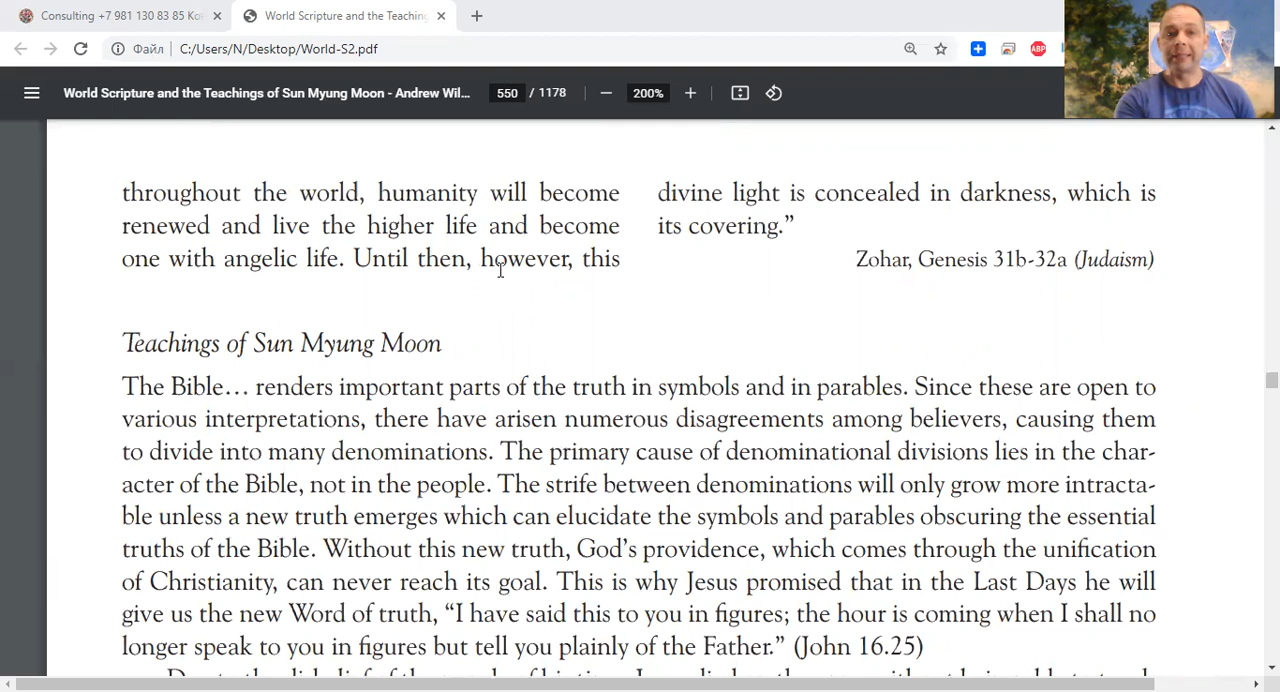 Consulting +7 981 130 83 85
World Scripture and the Teaching
Файл
C:/Users/N/Desktop/World-S2.pdf
ABP
World Scripture and the Teachings of Sun Myung Moon - Andrew Wil...
550 / 1178
200%
throughout the world, humanity will become
renewed and live the higher life and become
one with angelic life. Until then, however, this
divine light is concealed in darkness, which is
its covering.”
Zohar, Genesis 31b-32a (Judaism)
Teachings of Sun Myung Moon
The Bible… renders important parts of the truth in symbols and in parables. Since these are open to
various interpretations, there have arisen numerous disagreements among believers, causing them
to divide into many denominations. The primary cause of denominational divisions lies in the char-
acter of the Bible, not in the people. The strife between denominations will only grow more intracta-
ble unless a new truth emerges which can elucidate the symbols and parables obscuring the essential
truths of the Bible. Without this new truth, God’s providence, which comes through the unification
of Christianity, can never reach its goal. This is why Jesus promised that in the Last Days he will
give us the new Word of truth, “I have said this to you in figures; the hour is coming when I shall no
longer speak to you in figures but tell you plainly of the Father.” (John 16.25)